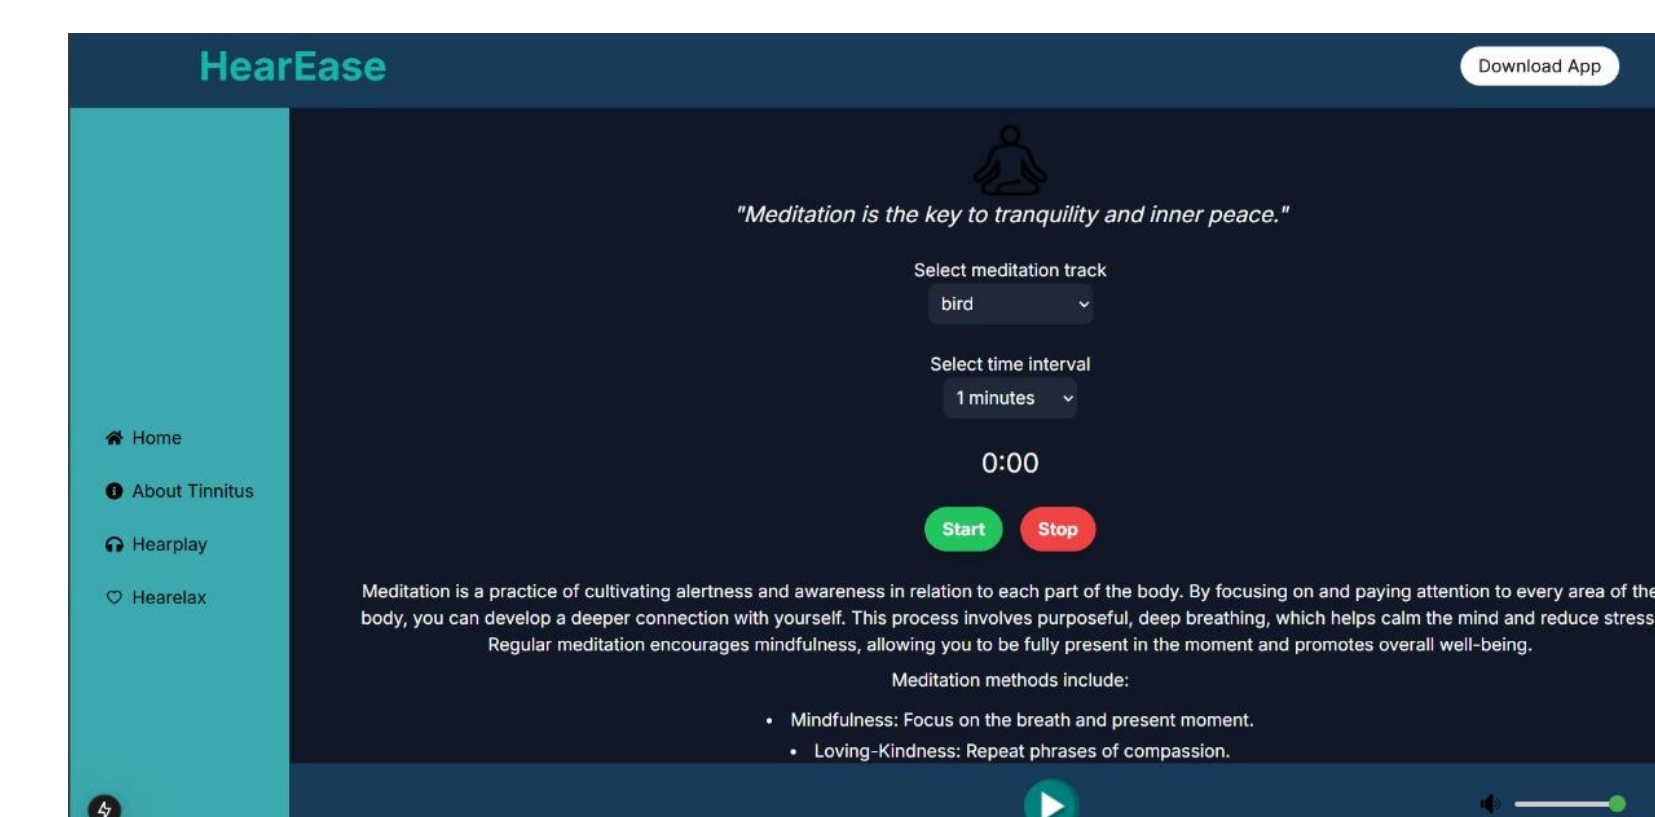 HearEase
Download App
"Meditation is the key to tranquility and inner peace."
Select meditation track
bird
Select time interval
1 minutes
0:00
Start
Stop
Home
About Tinnitus
Hearplay
Hearelax
Meditation is a practice of cultivating alertness and awareness in relation to each part of the body. By focusing on and paying attention to every area of the
body, you can develop a deeper connection with yourself. This process involves purposeful, deep breathing, which helps calm the mind and reduce stress
Regular meditation encourages mindfulness, allowing you to be fully present in the moment and promotes overall well-being.
Meditation methods include:
• Mindfulness: Focus on the breath and present moment.
• Loving-Kindness: Repeat phrases of compassion.